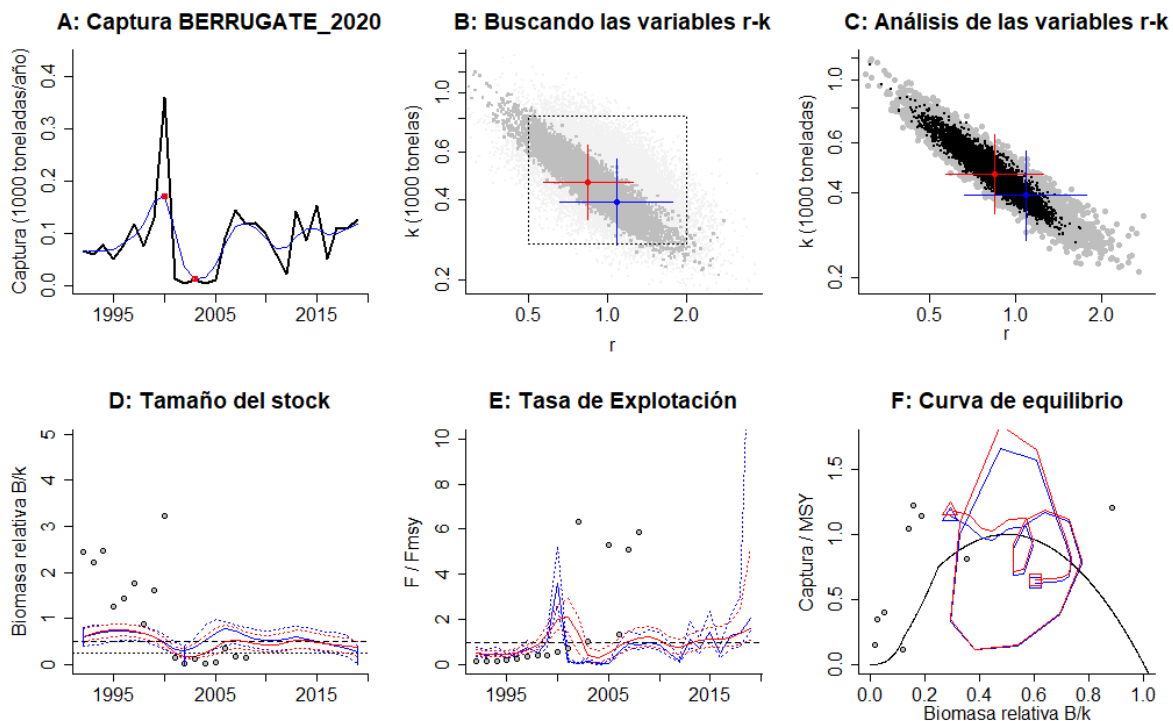 A: Captura BERRUGATE_2020
Captura (1000 toneladas/año)
0.4
0.3
0.2
0.1
0.0
1995 2005 2015
B: Buscando las variables r-k
k (1000 tonelas)
1.0
0.6
0.4
0.2
0.5 1.0 2.0
r
C: Análisis de las variables r-k
k (1000 toneladas)
1.0
0.6
0.4
0.2
0.5 1.0 2.0
r
D: Tamaño del stock
Biomasa relativa B/k
5
4
3
2
1
0
1995 2005 2015
E: Tasa de Explotación
F / Fmsy
10
8
6
4
2
0
1995 2005 2015
F: Curva de equilibrio
Captura / MSY
1.5
1.0
0.5
0.0
0.0 0.2 0.4 0.6 0.8 1.0
Biomasa relativa B/k